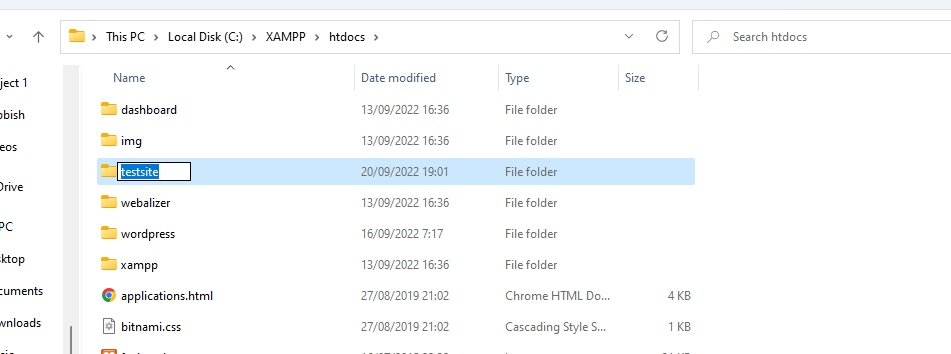 This PC > Local Disk (C:) > XAMPP > htdocs > Search htdocs
Name Date modified Type Size
ject 1
dashboard 13/09/2022 16:36 File folder
bbish
img 13/09/2022 16:36 File folder
eos
testsite 20/09/2022 19:01 File folder
Drive
webalizer 13/09/2022 16:36 File folder
PC
wordpress 16/09/2022 7:17 File folder
sktop
xampp 13/09/2022 16:36 File folder
cuments
applications.html 27/08/2019 21:02 Chrome HTML Do... 4 KB
wnloads
bitnami.css 27/08/2019 21:02 Cascading Style S... 1 KB